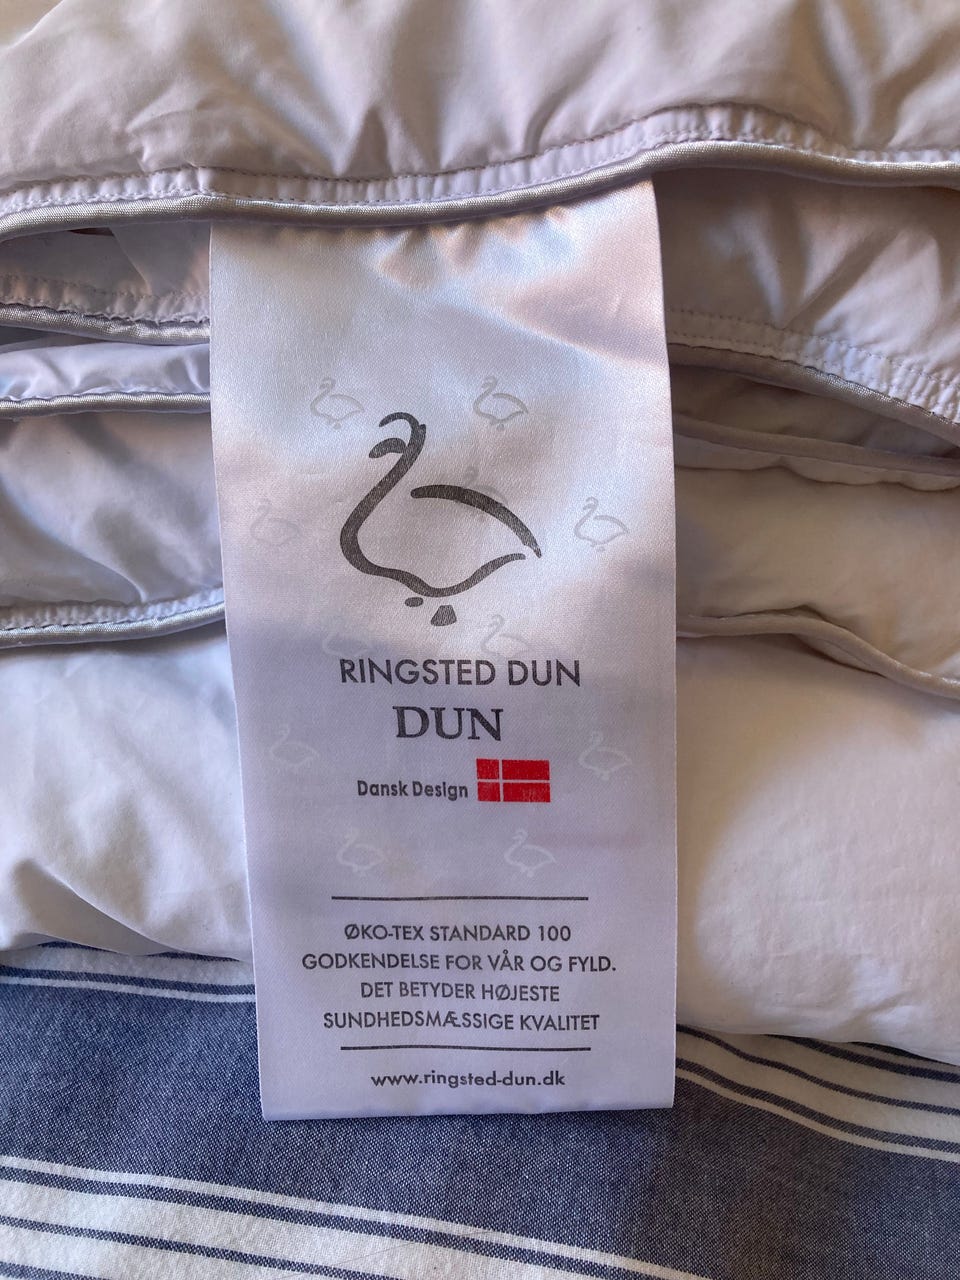 RINGSTED DUN
DUN
Dansk Design
ØKO-TEX STANDARD 100
GODKENDELSE FOR VÅR OG FYLD.
DET BETYDER HØJESTE
SUNDHEDSMÆSSIGE KVALITET
www.ringsted-dun.dk